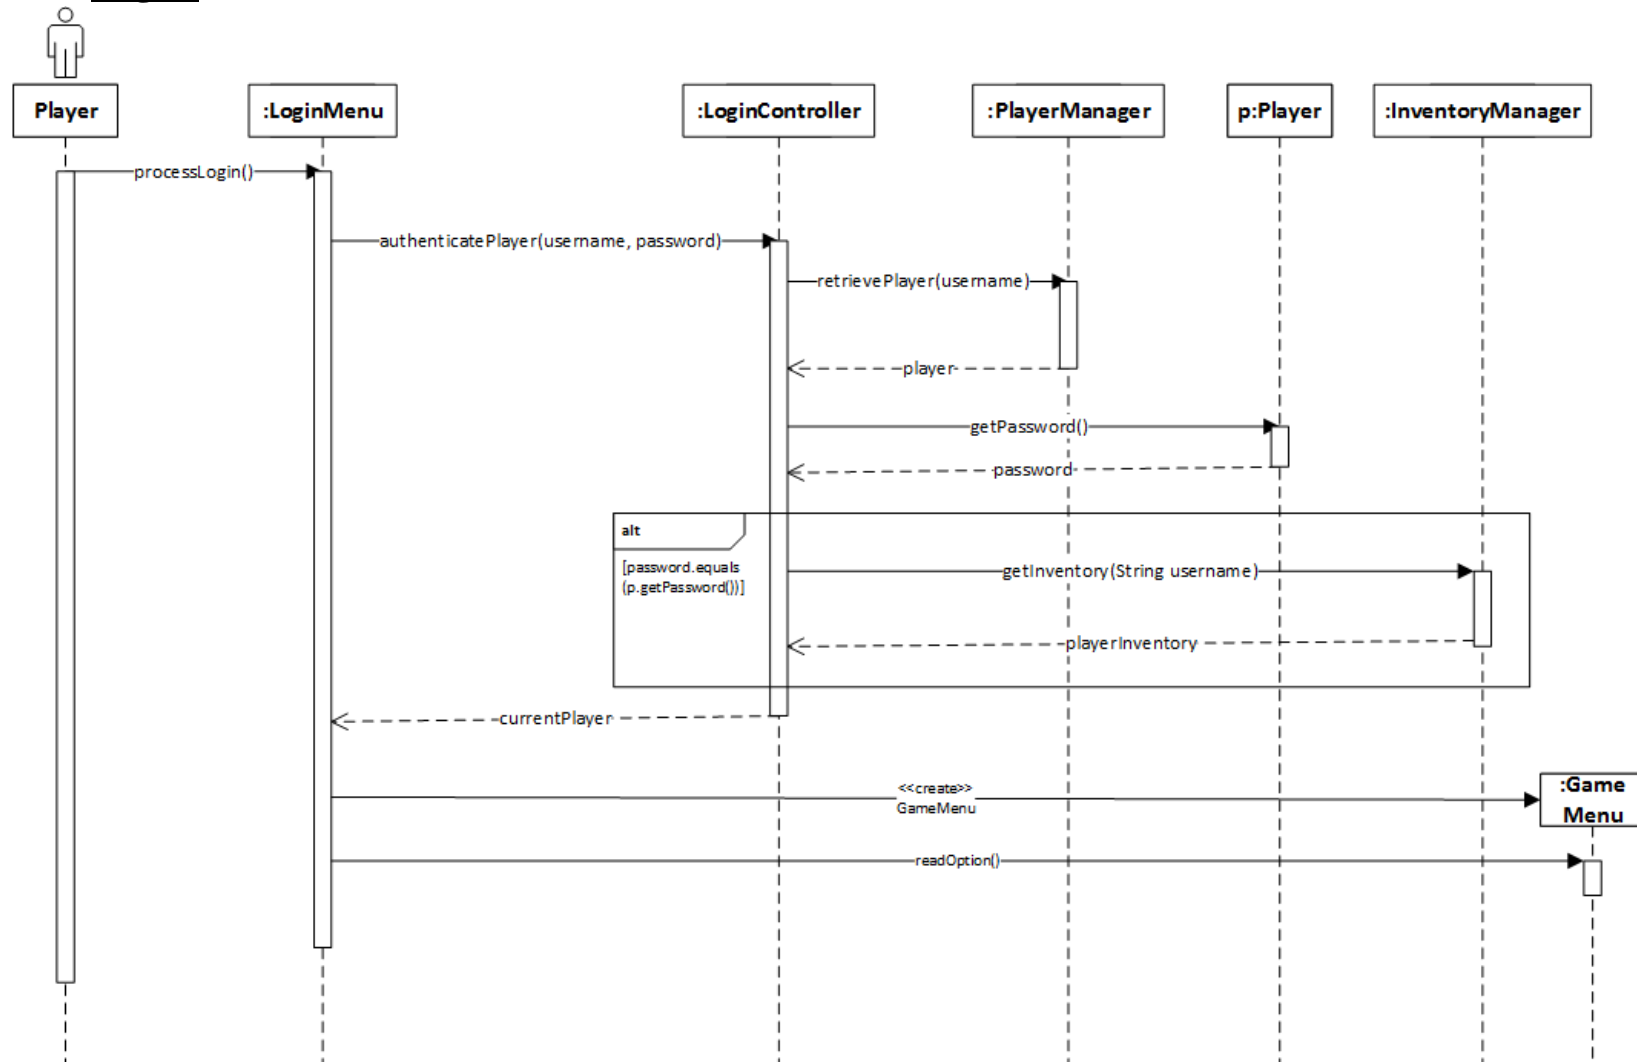 Player
:LoginMenu
:LoginController
:PlayerManager
p:Player
:InventoryManager
processLogin()
authenticatePlayer(username, password)
retrievePlayer(username)
player
getPassword()
password
alt
[password.equals
(p.getPassword())]
getInventory(String username)
playerInventory
currentPlayer
<<create>>
GameMenu
:Game
Menu
readOption()